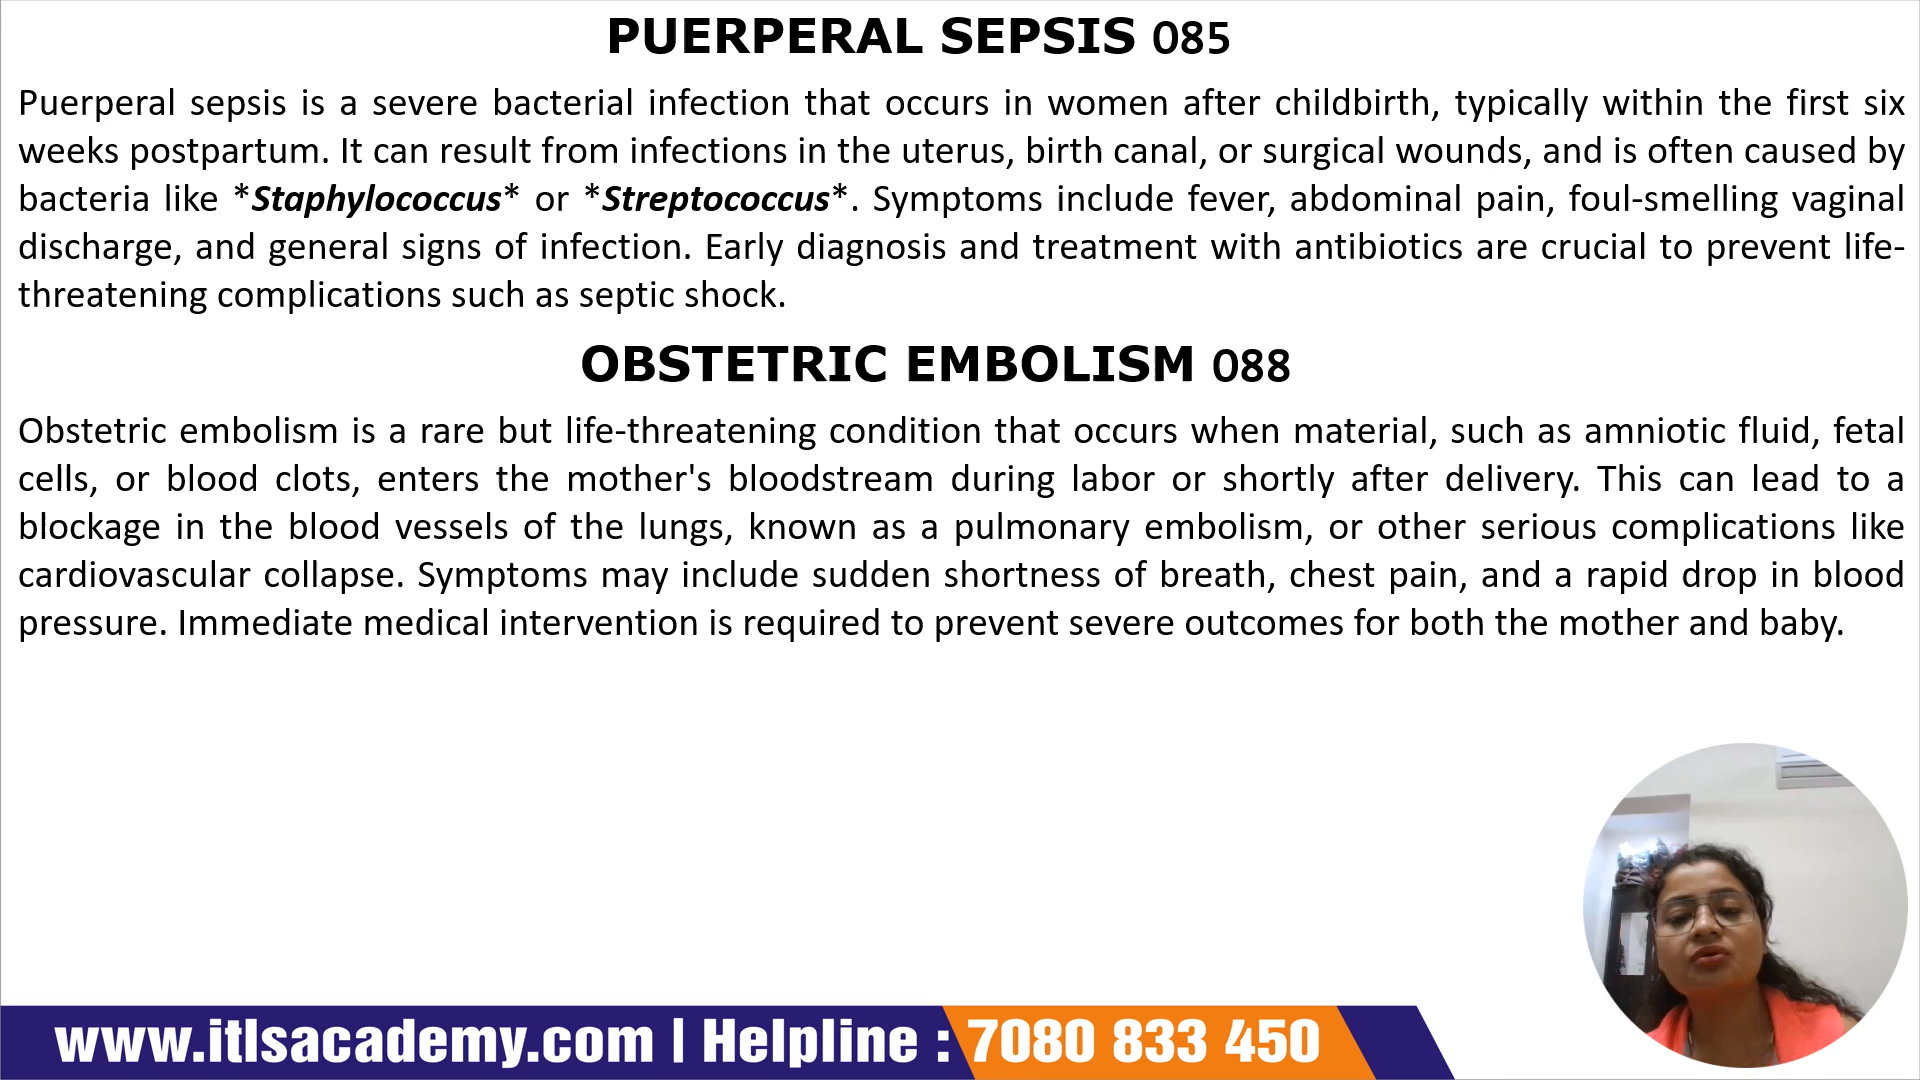 PUERPERAL SEPSIS 085
Puerperal sepsis is a severe bacterial infection that occurs in women after childbirth, typically within the first six
weeks postpartum. It can result from infections in the uterus, birth canal, or surgical wounds, and is often caused by
bacteria like *Staphylococcus* or *Streptococcus*. Symptoms include fever, abdominal pain, foul-smelling vaginal
discharge, and general signs of infection. Early diagnosis and treatment with antibiotics are crucial to prevent life-
threatening complications such as septic shock.
OBSTETRIC EMBOLISM 088
Obstetric embolism is a rare but life-threatening condition that occurs when material, such as amniotic fluid, fetal
cells, or blood clots, enters the mother's bloodstream during labor or shortly after delivery. This can lead to a
blockage in the blood vessels of the lungs, known as a pulmonary embolism, or other serious complications like
cardiovascular collapse. Symptoms may include sudden shortness of breath, chest pain, and a rapid drop in blood
pressure. Immediate medical intervention is required to prevent severe outcomes for both the mother and baby.
www.itlsacademy.com | Helpline : 7080 833 450